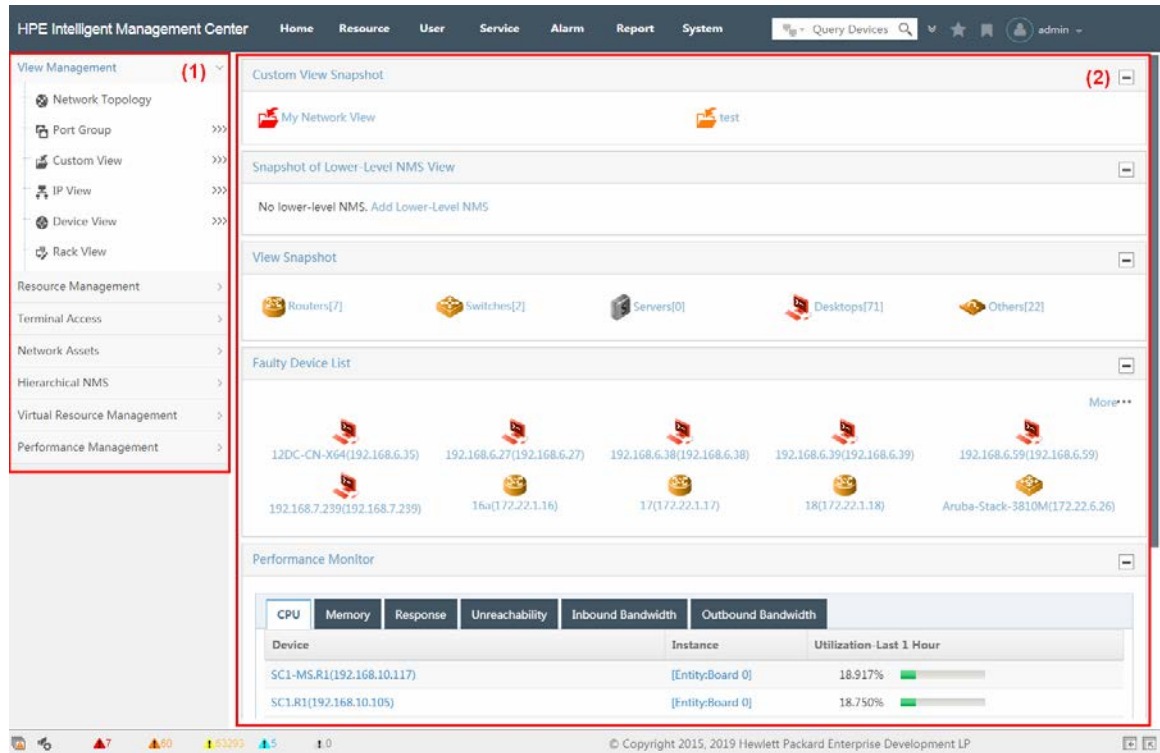 HPE Intelligent Management Center Home Resource User Service Alarm Report System Query Devices admin
View Management (1)
Network Topology
Port Group >>>
Custom View >>>
IP View >>>
Device View >>>
Rack View
Resource Management >
Terminal Access >
Network Assets >
Hierarchical NMS >
Virtual Resource Management >
Performance Management >
Custom View Snapshot (2)
My Network View test
Snapshot of Lower-Level NMS View
No lower-level NMS. Add Lower-Level NMS
View Snapshot
Routers[7] Switches[2] Servers[0] Desktops[71] Others[22]
Faulty Device List
More•••
12DC-CN-X64(192.168.6.35) 192.168.6.27(192.168.6.27) 192.168.6.38(192.168.6.38) 192.168.6.39(192.168.6.39) 192.168.6.59(192.168.6.59)
192.168.7.239(192.168.7.239) 16a(172.22.1.16) 17(172.22.1.17) 18(172.22.1.18) Aruba-Stack-3810M(172.22.6.26)
Performance Monitor
CPU Memory Response Unreachability Inbound Bandwidth Outbound Bandwidth
Device Instance Utilization-Last 1 Hour
SC1-MS.R1(192.168.10.117) [Entity:Board 0] 18.917%
SC1.R1(192.168.10.105) [Entity:Board 0] 18.750%
7 60 63293 5 0 © Copyright 2015, 2019 Hewlett Packard Enterprise Development LP